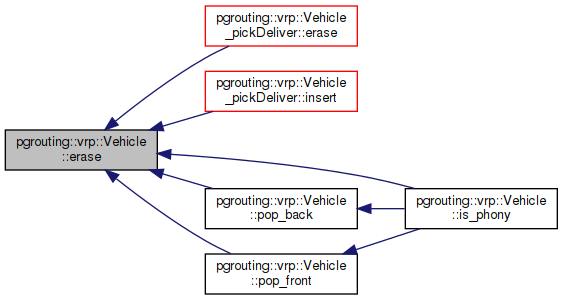 pgrouting::vrp::Vehicle
_pickDeliver::erase
pgrouting::vrp::Vehicle
_pickDeliver::insert
pgrouting::vrp::Vehicle
::erase
pgrouting::vrp::Vehicle
::pop_back
pgrouting::vrp::Vehicle
::is_phony
pgrouting::vrp::Vehicle
::pop_front